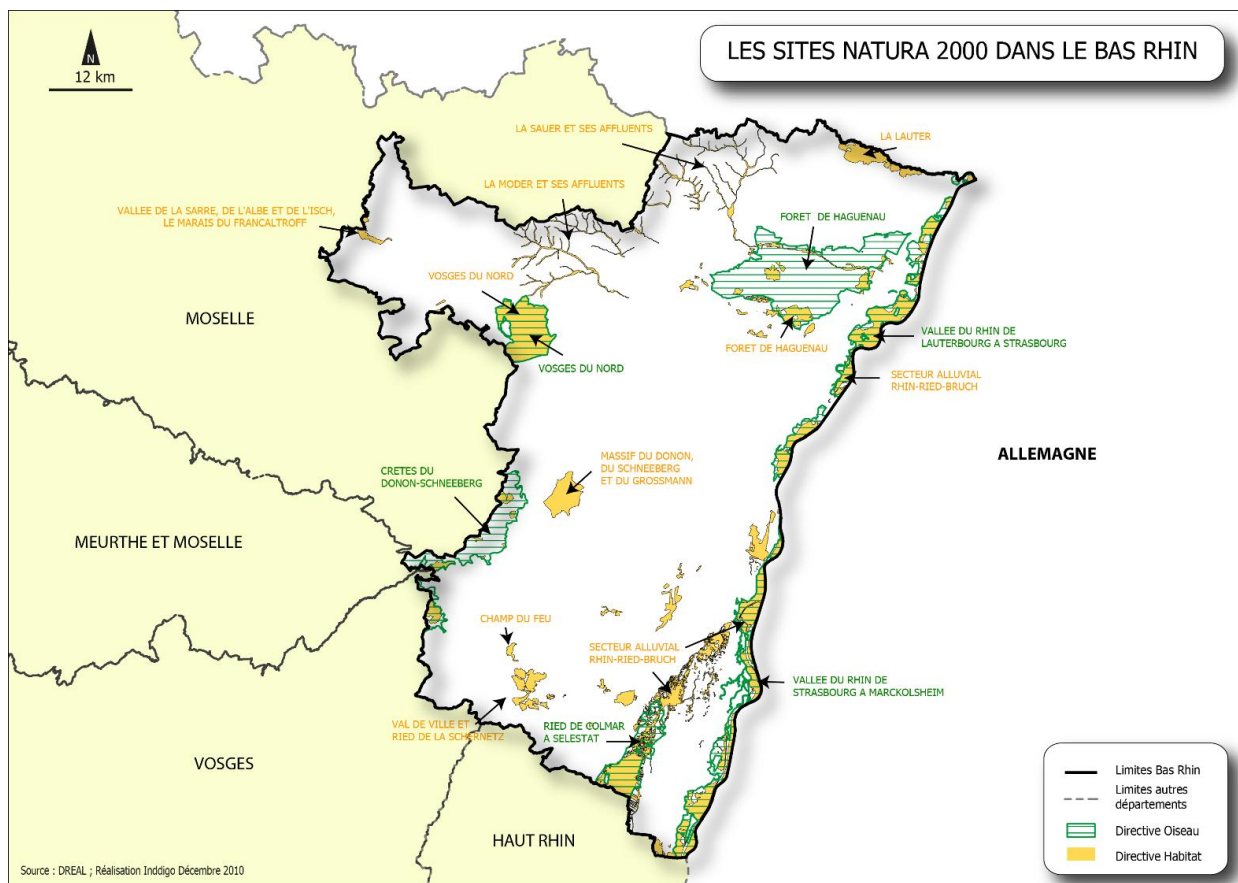 LES SITES NATURA 2000 DANS LE BAS RHIN
N
12 km
LA SAUER ET SES AFFLUENTS
LA LAUTER
LA MODER ET SES AFFLUENTS
VALLEE DE LA SARRE, DE L'ALBE ET DE L'ISCH,
LE MARAIS DU FRANCALTROFF
FORET DE HAGUENAU
VOSGES DU NORD
MOSELLE
VALLEE DU RHIN DE
LAUTERBOURG A STRASBOURG
FORET DE HAGUENAU
VOSGES DU NORD
SECTEUR ALLUVIAL
RHIN-RIED-BRUCH
ALLEMAGNE
MASSIF DU DONON,
DU SCHNEEBERG
ET DU GROSSMANN
CRETES DU
DONON-SCHNEEBERG
MEURTHE ET MOSELLE
CHAMP DU FEU
SECTEUR ALLUVIAL
RHIN-RIED-BRUCH
VALLEE DU RHIN DE
STRASBOURG A MARCKOLSHEIM
VAL DE VILLE ET
RIED DE LA SCHERNETZ
RIED DE COLMAR
A SELESTAT
VOSGES
HAUT RHIN
Limites Bas Rhin
Limites autres
départements
Directive Oiseau
Directive Habitat
Source : DREAL ; Réalisation Inddigo Décembre 2010